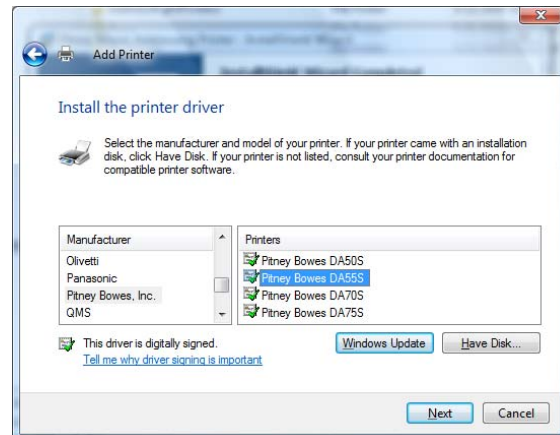 Add Printer
Install the printer driver
Select the manufacturer and model of your printer. If your printer came with an installation
disk, click Have Disk. If your printer is not listed, consult your printer documentation for
compatible printer software.
Manufacturer
Olivetti
Panasonic
Pitney Bowes, Inc.
QMS
Printers
Pitney Bowes DA50S
Pitney Bowes DA55S
Pitney Bowes DA70S
Pitney Bowes DA75S
This driver is digitally signed.
Tell me why driver signing is important
Windows Update
Have Disk...
Next
Cancel